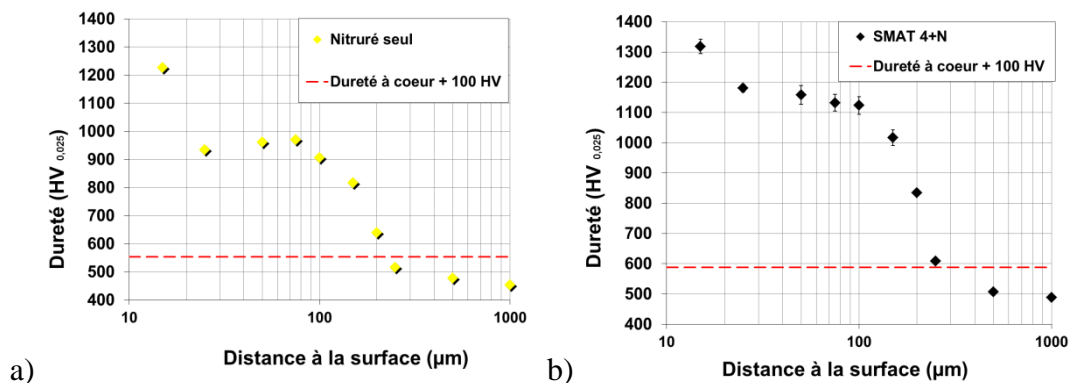 1400
1300
1200
1100
1000
900
800
700
600
500
400
10
100
1000
Dureté (HV 0,025)
Distance à la surface (µm)
Nitruré seul
Dureté à coeur + 100 HV
a)
1400
1300
1200
1100
1000
900
800
700
600
500
400
10
100
1000
Dureté (HV 0,025)
Distance à la surface (µm)
SMAT 4+N
Dureté à coeur + 100 HV
b)